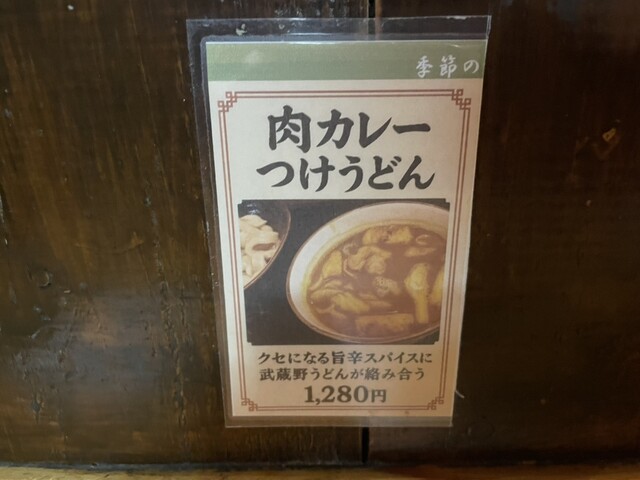 季節の
肉カレー
つけうどん
クセになる旨辛スパイスに
武蔵野うどんが絡み合う
1,280円